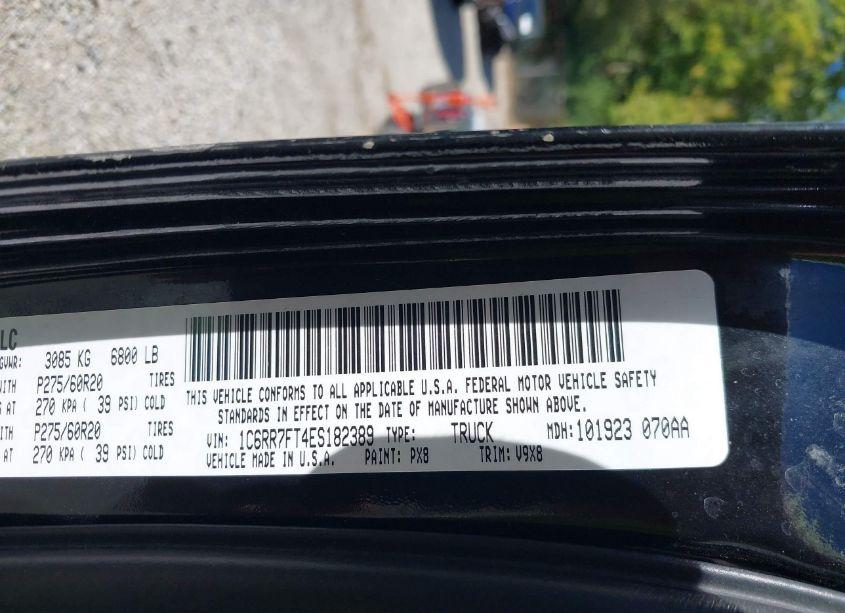 LC
GVWR: 3085 KG 6800 LB
WITH P275/60R20 TIRES
S AT 270 KPA ( 39 PSI) COLD
WITH P275/60R20 TIRES
AT 270 KPA ( 39 PSI) COLD
THIS VEHICLE CONFORMS TO ALL APPLICABLE U.S.A. FEDERAL MOTOR VEHICLE SAFETY
STANDARDS IN EFFECT ON THE DATE OF MANUFACTURE SHOWN ABOVE.
VIN: 1C6RR7FT4ES182389 TYPE: TRUCK MDH: 101923 070AA
VEHICLE MADE IN U.S.A. PAINT: PX8 TRIM: V9X8